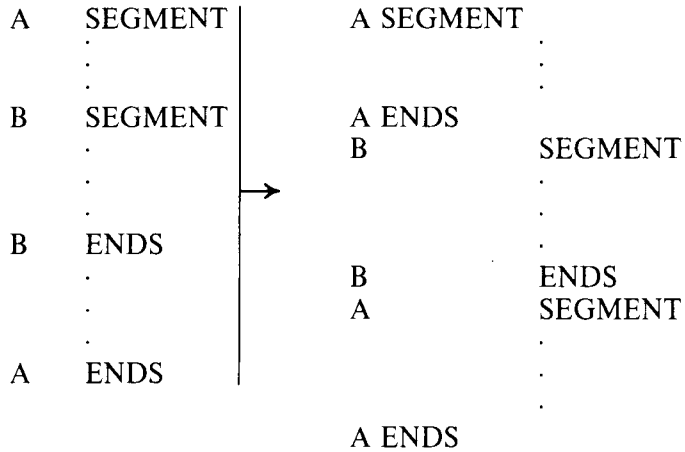 A SEGMENT
.
.
.
B SEGMENT
.
.
.
B ENDS
.
.
.
A ENDS
A SEGMENT
.
.
.
A ENDS
B SEGMENT
.
.
.
B ENDS
A SEGMENT
.
.
.
A ENDS